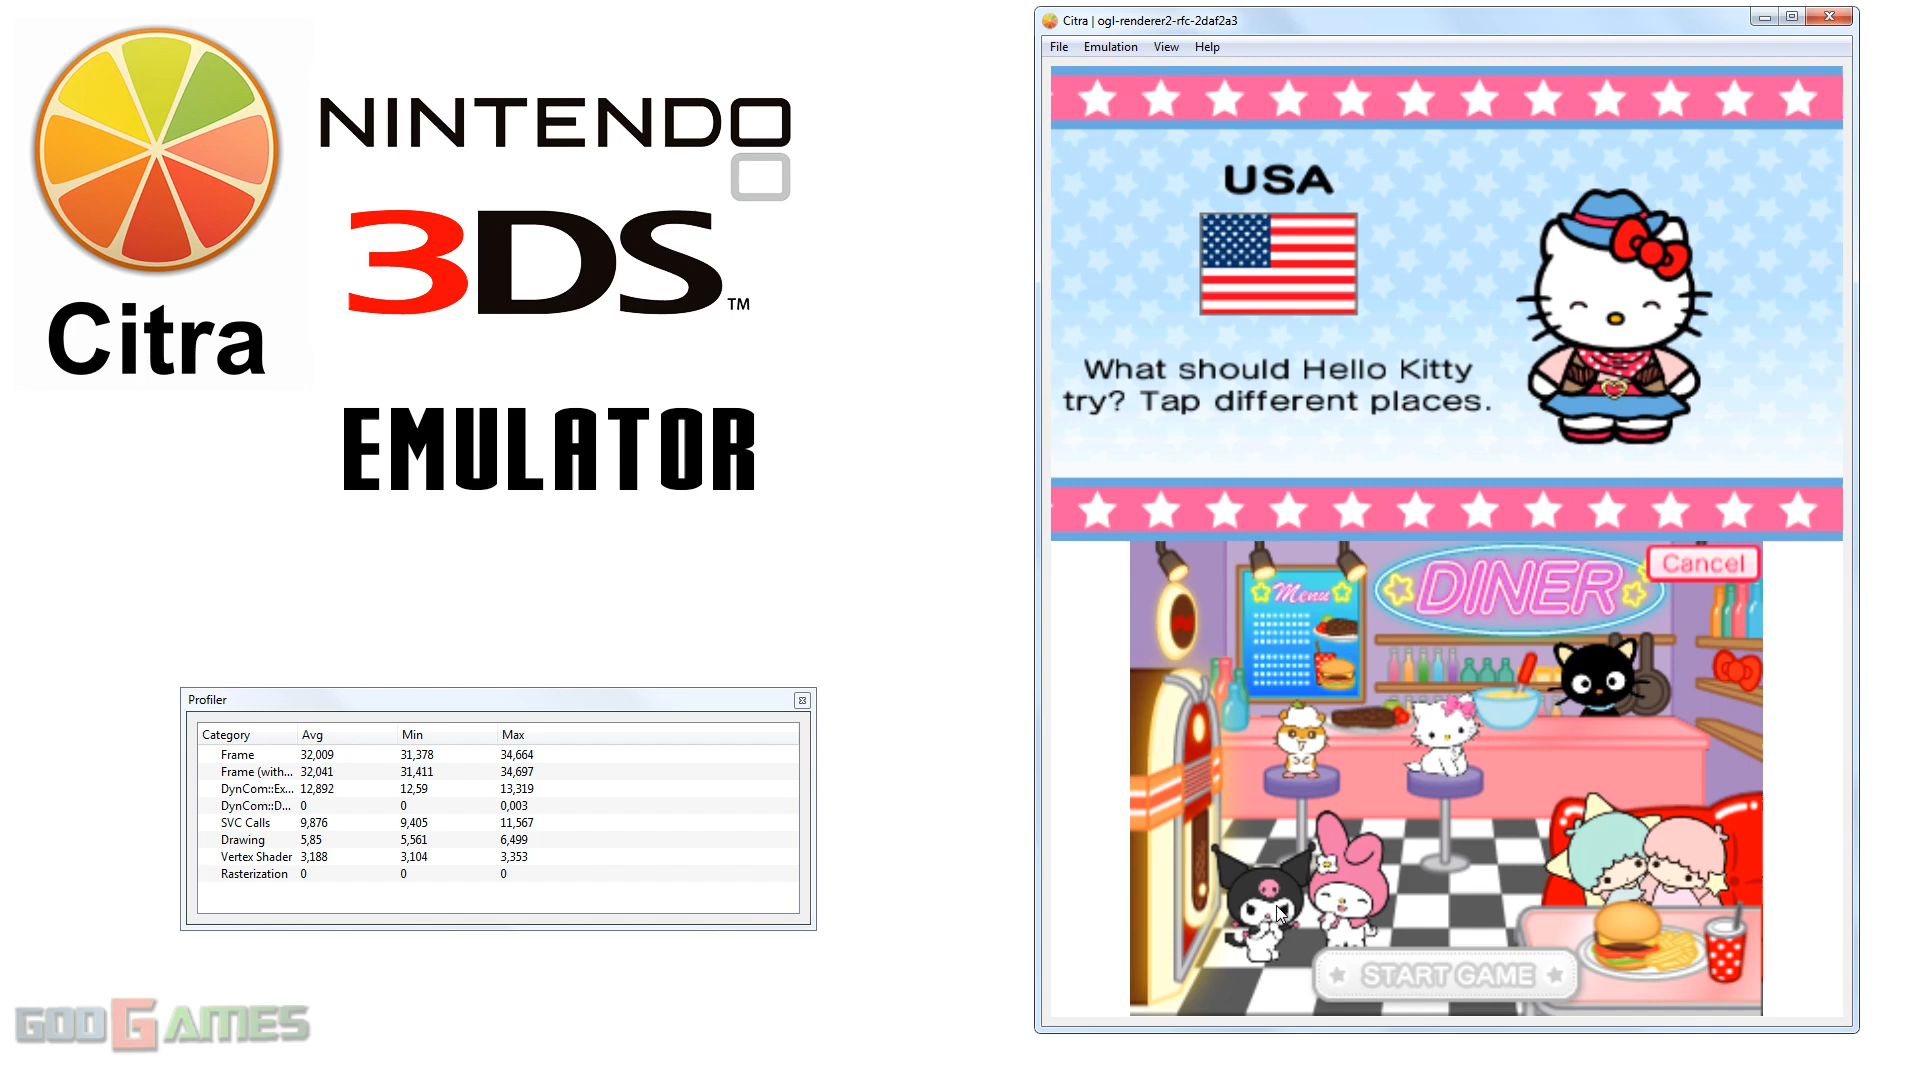 Citra
NINTENDO
3DS™
EMULATOR
Profiler
Category Avg Min Max
Frame 32,009 31,378 34,664
Frame (with... 32,041 31,411 34,697
DynCom::Ex... 12,892 12,59 13,319
DynCom::D... 0 0 0,003
SVC Calls 9,876 9,405 11,567
Drawing 5,85 5,561 6,499
Vertex Shader 3,188 3,104 3,353
Rasterization 0 0 0
GODGAMES
Citra | ogl-renderer2-rfc-2daf2a3
File Emulation View Help
USA
What should Hello Kitty
try? Tap different places.
Cancel
DINER
Menu
START GAME